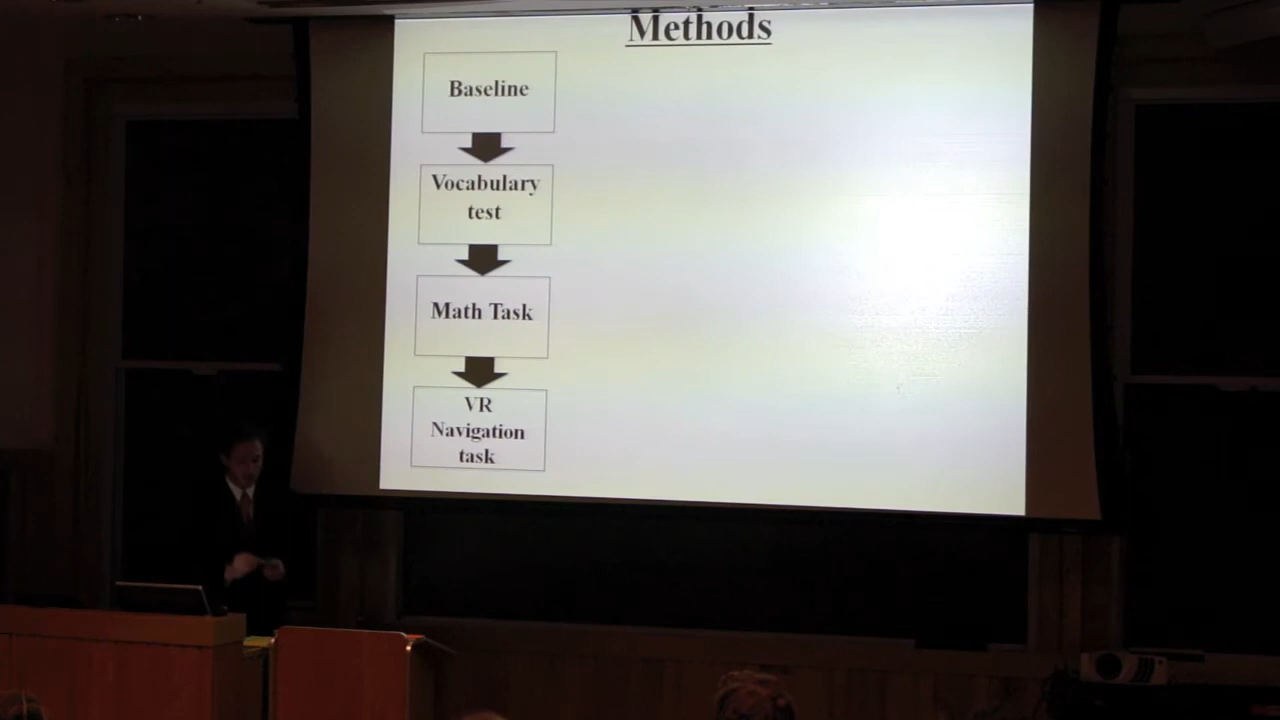 Methods
Baseline
Vocabulary
test
Math Task
VR
Navigation
task